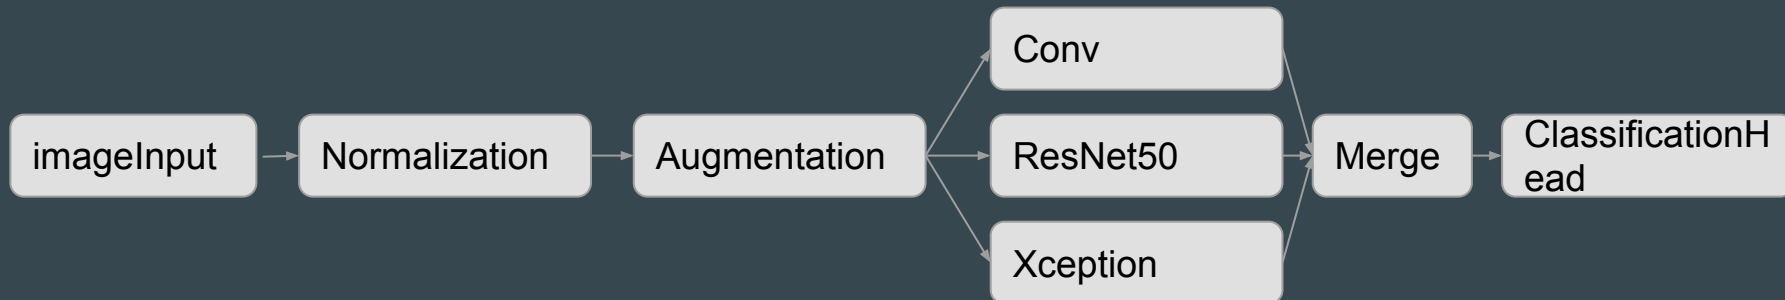 imageInput
Normalization
Augmentation
Conv
ResNet50
Xception
Merge
ClassificationH
ead